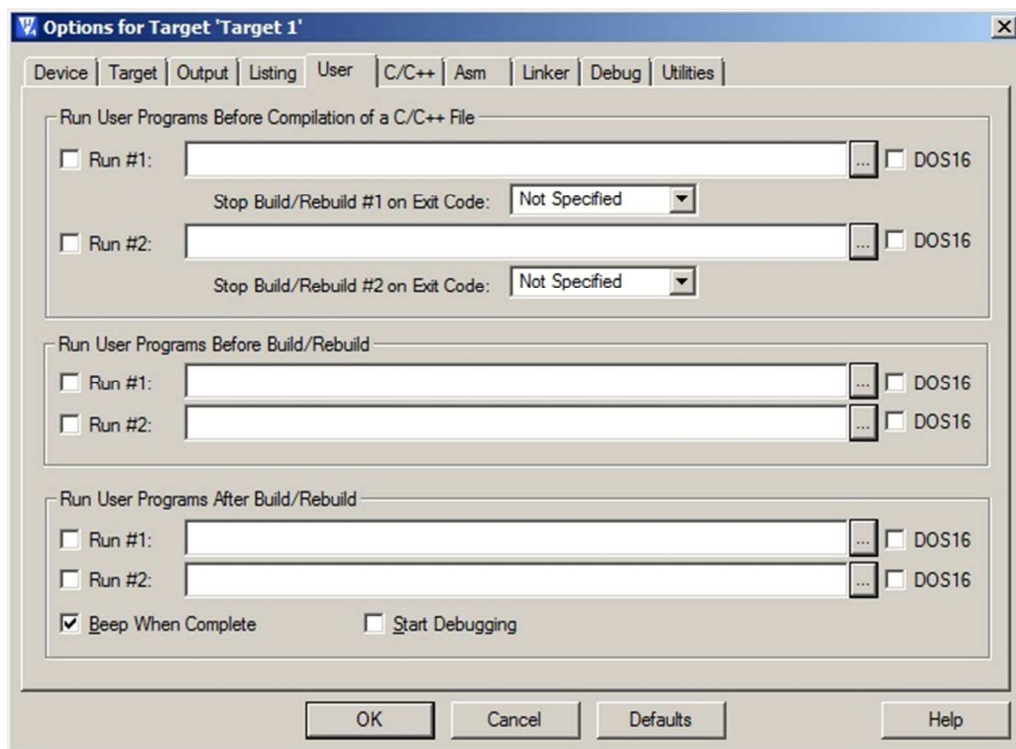 Options for Target 'Target 1'
Device Target Output Listing User C/C++ Asm Linker Debug Utilities
Run User Programs Before Compilation of a C/C++ File
Run #1: ... DOS16
Stop Build/Rebuild #1 on Exit Code: Not Specified
Run #2: ... DOS16
Stop Build/Rebuild #2 on Exit Code: Not Specified
Run User Programs Before Build/Rebuild
Run #1: ... DOS16
Run #2: ... DOS16
Run User Programs After Build/Rebuild
Run #1: ... DOS16
Run #2: ... DOS16
Beep When Complete Start Debugging
OK Cancel Defaults Help